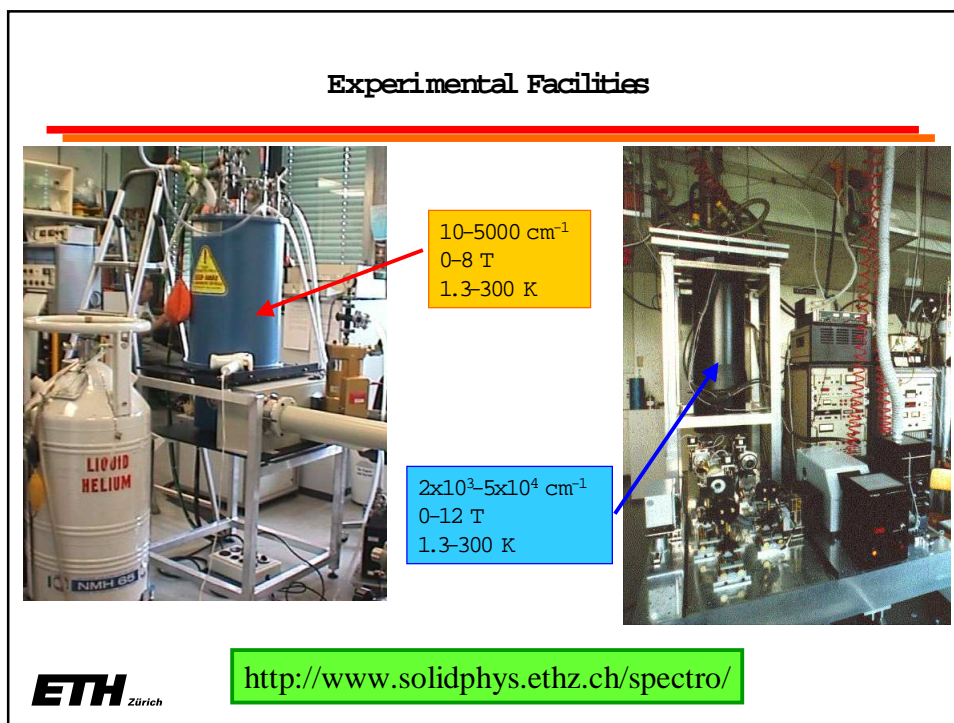 Experimental Facilities
10–5000 cm⁻¹
0–8 T
1.3–300 K
LIQUID
HELIUM
NMH 65
2x10³–5x10⁴ cm⁻¹
0–12 T
1.3–300 K
http://www.solidphys.ethz.ch/spectro/
ETH Zürich